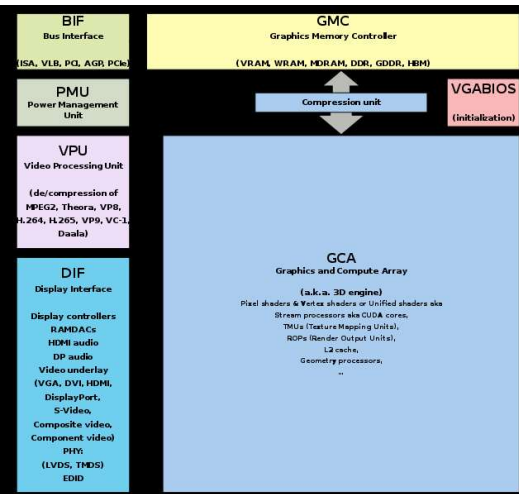 BIF
Bus Interface
(ISA, VLB, PCI, AGP, PCIe)
GMC
Graphics Memory Controller
(VRAM, WRAM, MDRAM, DDR, GDDR, HBM)
PMU
Power Management
Unit
Compression unit
VGABIOS
(initialization)
VPU
Video Processing Unit
(de/compression of
MPEG2, Theora, VP8,
H.264, H.265, VP9, VC-1,
Daala)
DIF
Display Interface
Display controllers
RAMDACs
HDMI audio
DP audio
Video underlay
(VGA, DVI, HDMI,
DisplayPort,
S-Video,
Composite video,
Component video)
PHY:
(LVDS, TMDS)
EDID
GCA
Graphics and Compute Array
(a.k.a. 3D engine)
Pixel shaders & Vertex shaders or Unified shaders aka
Stream processors aka CUDA cores,
TMUs (Texture Mapping Units),
ROPs (Render Output Units),
L2 cache,
Geometry processors,
..